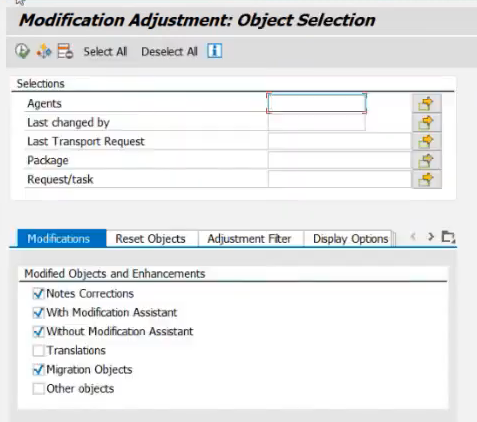 Modification Adjustment: Object Selection
Select All Deselect All
Selections
Agents
Last changed by
Last Transport Request
Package
Request/task
Modifications Reset Objects Adjustment Filter Display Options
Modified Objects and Enhancements
Notes Corrections
With Modification Assistant
Without Modification Assistant
Translations
Migration Objects
Other objects